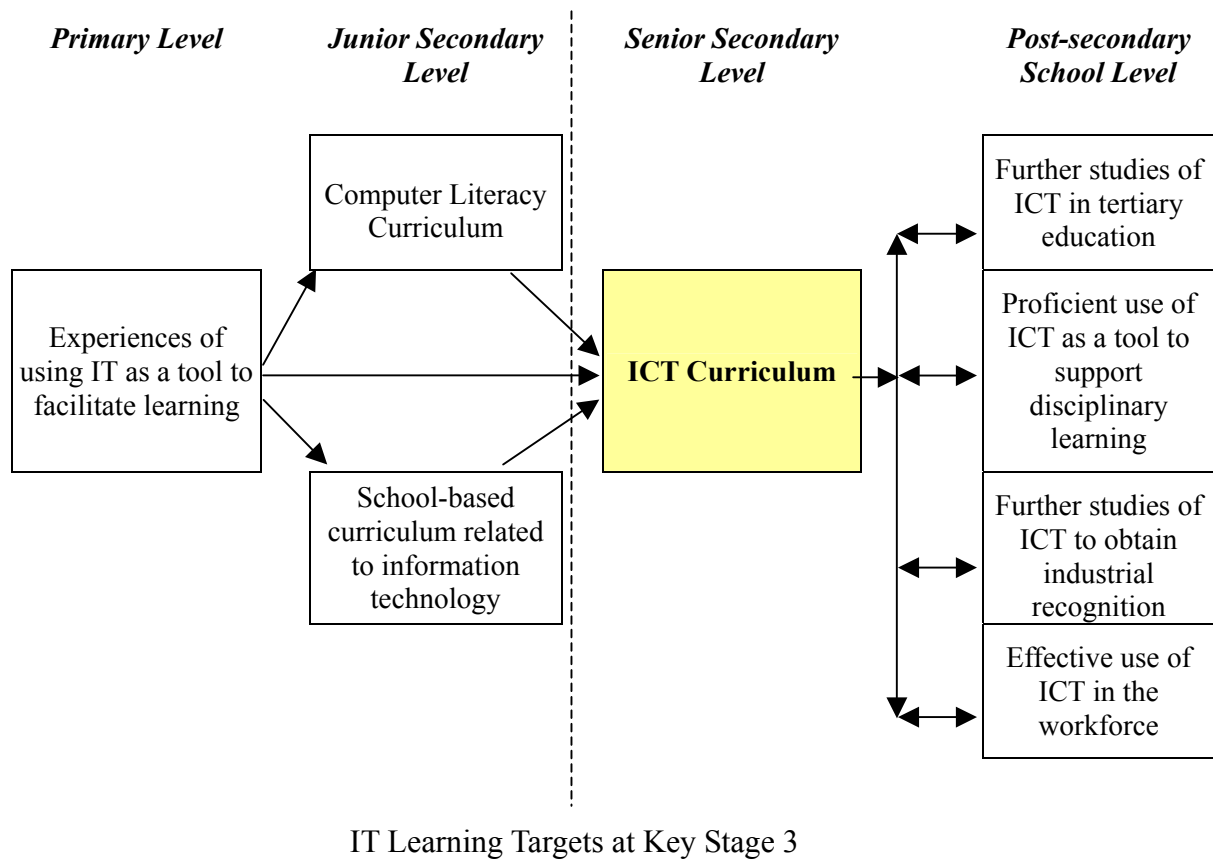 Primary Level
Junior Secondary
Level
Senior Secondary
Level
Post-secondary
School Level
Experiences of
using IT as a tool to
facilitate learning
Computer Literacy
Curriculum
School-based
curriculum related
to information
technology
ICT Curriculum
Further studies of
ICT in tertiary
education
Proficient use of
ICT as a tool to
support
disciplinary
learning
Further studies of
ICT to obtain
industrial
recognition
Effective use of
ICT in the
workforce
IT Learning Targets at Key Stage 3